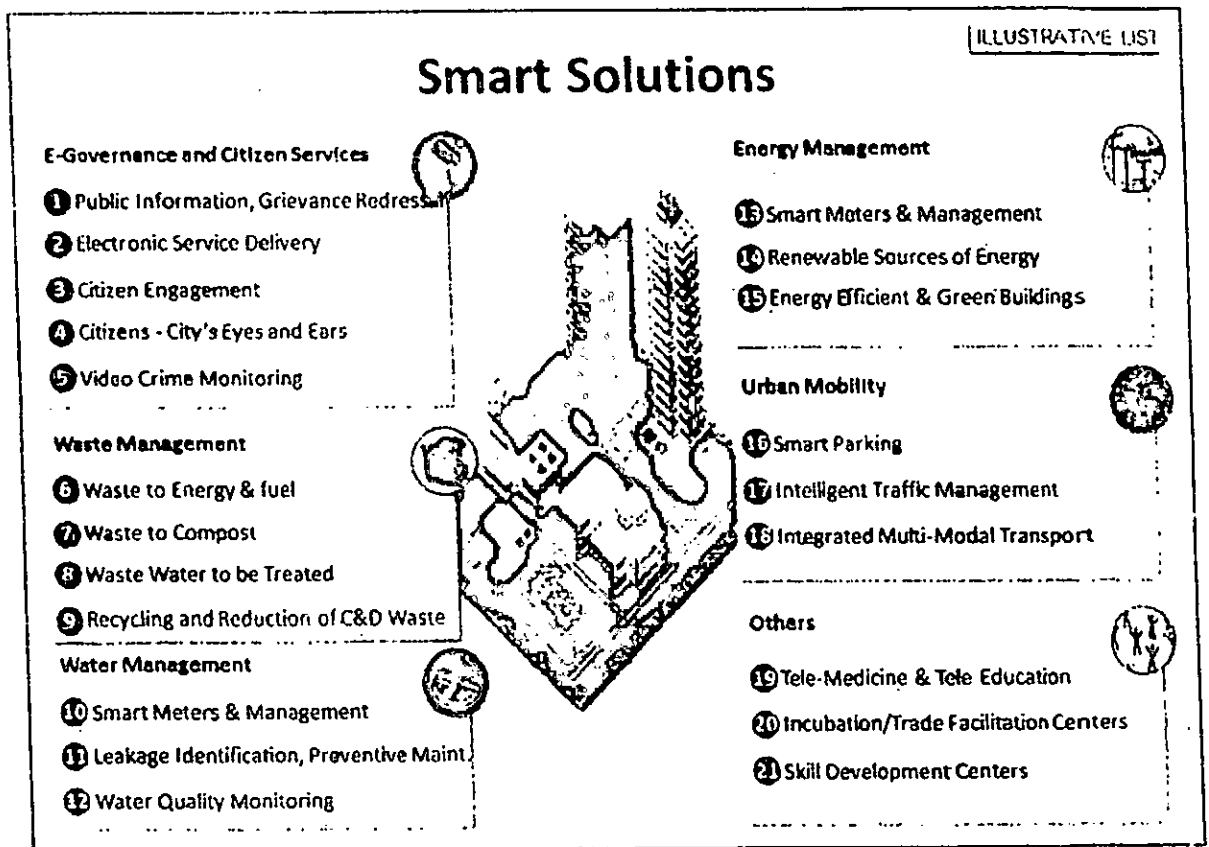 ILLUSTRATIVE LIST
Smart Solutions
E-Governance and Citizen Services
1 Public Information, Grievance Redressal
2 Electronic Service Delivery
3 Citizen Engagement
4 Citizens - City's Eyes and Ears
5 Video Crime Monitoring
Waste Management
6 Waste to Energy & fuel
7 Waste to Compost
8 Waste Water to be Treated
9 Recycling and Reduction of C&D Waste
Water Management
10 Smart Meters & Management
11 Leakage Identification, Preventive Maint.
12 Water Quality Monitoring
Energy Management
13 Smart Meters & Management
14 Renewable Sources of Energy
15 Energy Efficient & Green Buildings
Urban Mobility
16 Smart Parking
17 Intelligent Traffic Management
18 Integrated Multi-Modal Transport
Others
19 Tele-Medicine & Tele Education
20 Incubation/Trade Facilitation Centers
21 Skill Development Centers